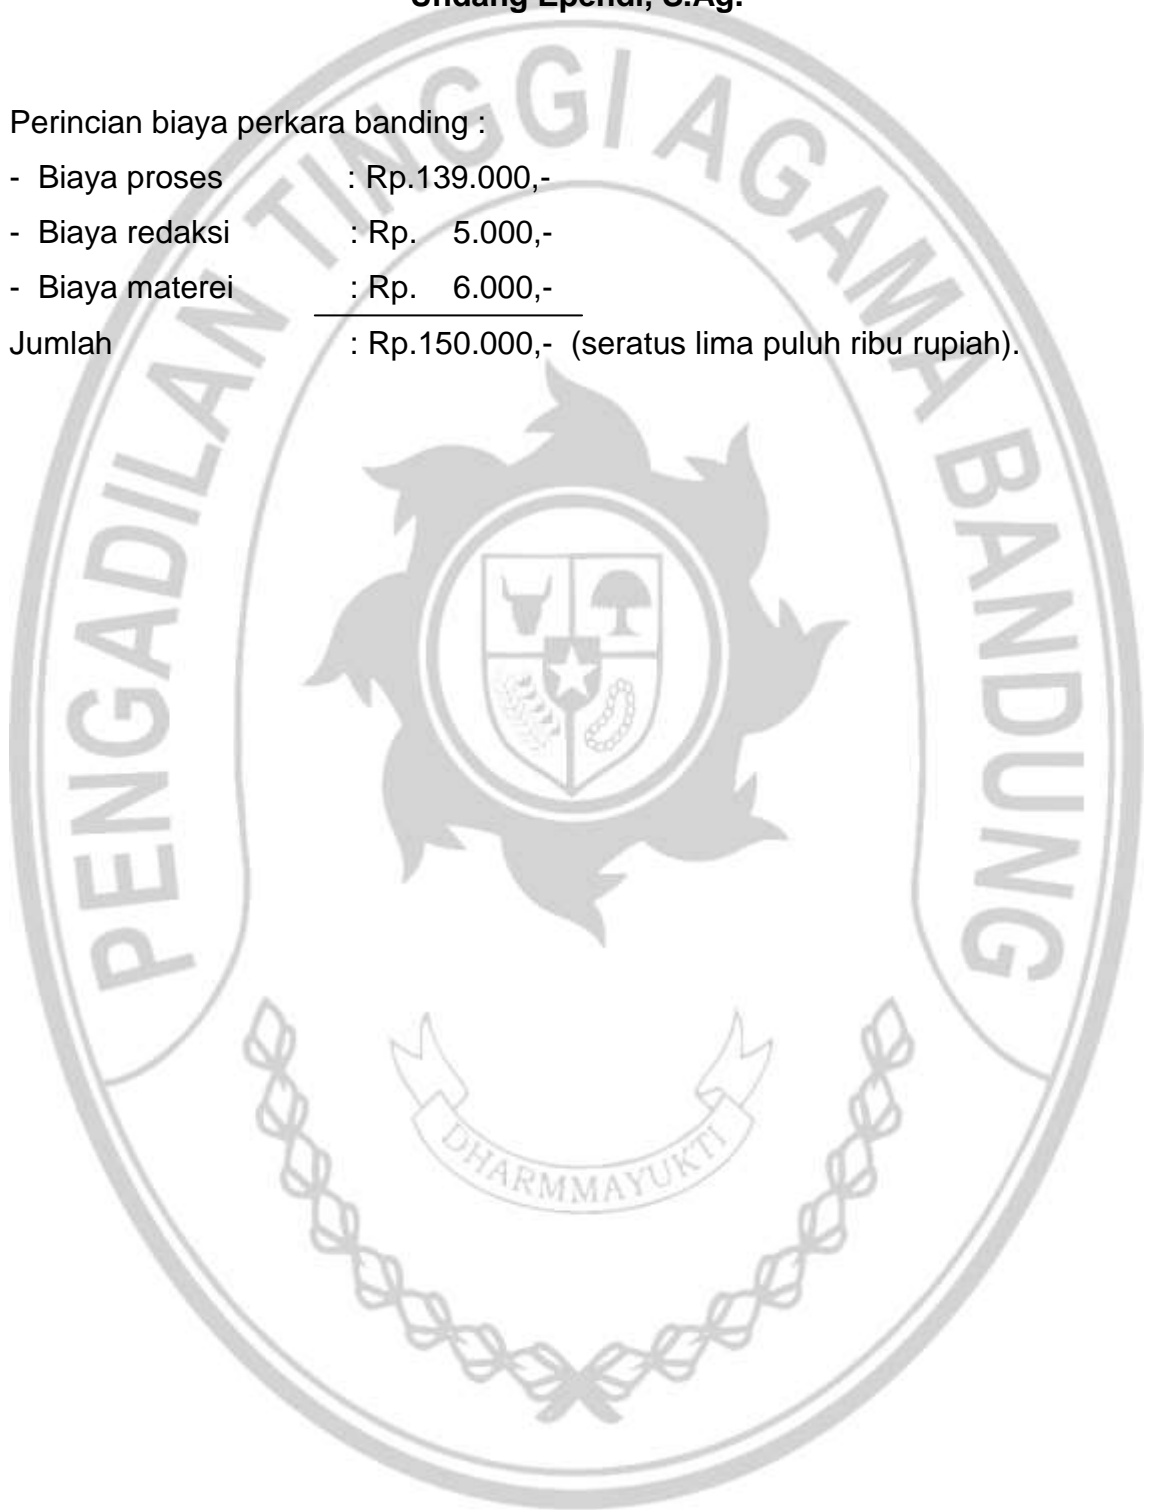 Undang Ependi, S.Ag.
Perincian biaya perkara banding :
- Biaya proses : Rp.139.000,-
- Biaya redaksi : Rp. 5.000,-
- Biaya materei : Rp. 6.000,-
Jumlah : Rp.150.000,- (seratus lima puluh ribu rupiah).
PENGADILAN TINGGI AGAMA BANDUNG
DHARMMAYUKTI